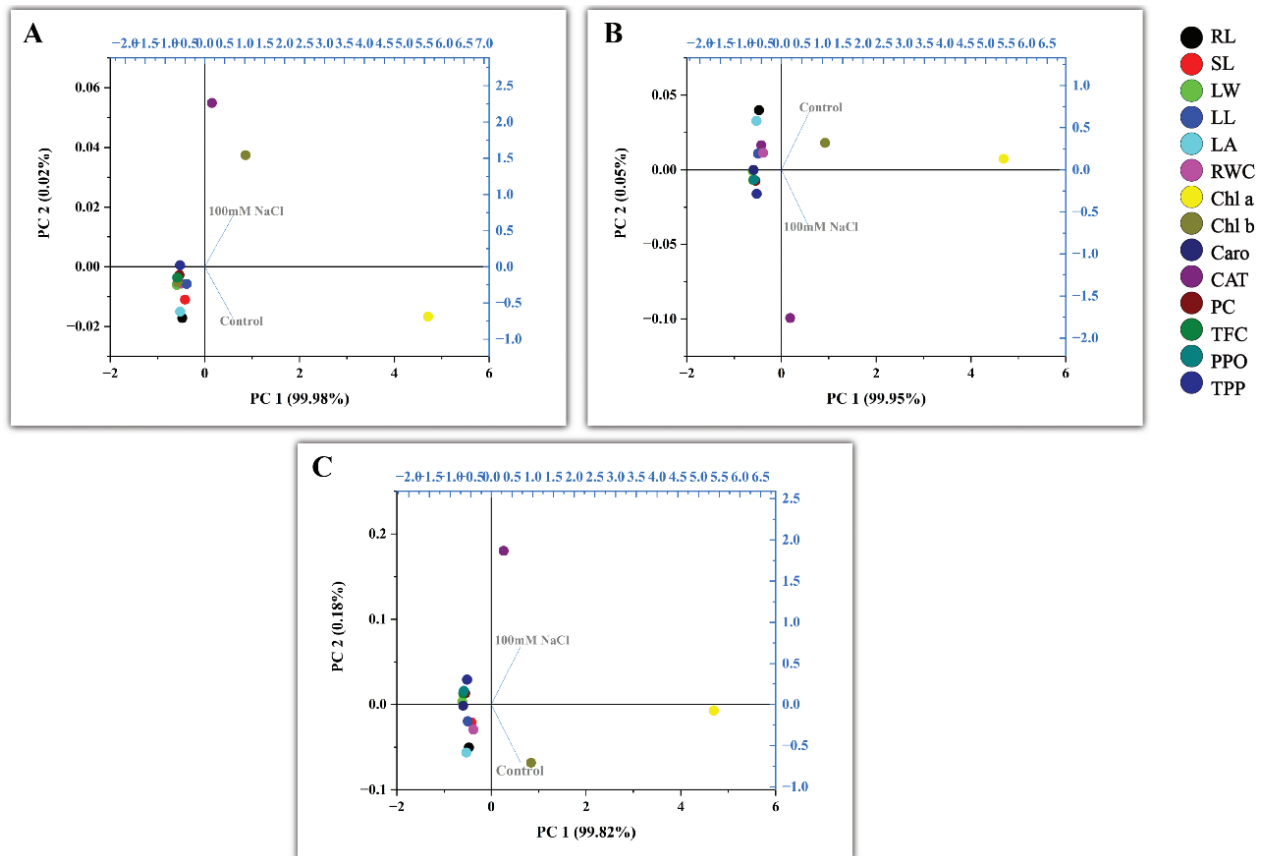 A
−2.0−1.5−1.0−0.50.0 0.5 1.0 1.5 2.0 2.5 3.0 3.5 4.0 4.5 5.0 5.5 6.0 6.5 7.0
0.06
0.04
0.02
0.00
−0.02
PC 2 (0.02%)
2.5
2.0
1.5
1.0
0.5
0.0
−0.5
−1.0
100mM NaCl
Control
−2 0 2 4 6
PC 1 (99.98%)
B
−2.0−1.5−1.0−0.5 0.0 0.5 1.0 1.5 2.0 2.5 3.0 3.5 4.0 4.5 5.0 5.5 6.0 6.5
0.05
0.00
−0.05
−0.10
PC 2 (0.05%)
1.0
0.5
0.0
−0.5
−1.0
−1.5
−2.0
Control
100mM NaCl
−2 0 2 4 6
PC 1 (99.95%)
RL
SL
LW
LL
LA
RWC
Chl a
Chl b
Caro
CAT
PC
TFC
PPO
TPP
C
−2.0−1.5−1.0−0.50.0 0.5 1.0 1.5 2.0 2.5 3.0 3.5 4.0 4.5 5.0 5.5 6.0 6.5
0.2
0.1
0.0
−0.1
PC 2 (0.18%)
2.5
2.0
1.5
1.0
0.5
0.0
−0.5
−1.0
100mM NaCl
Control
−2 0 2 4 6
PC 1 (99.82%)